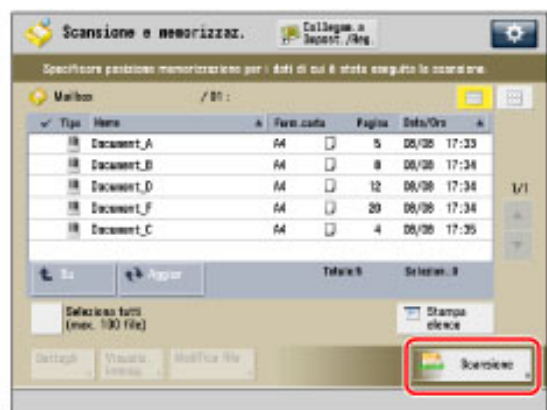 Scansione e memorizzaz.
Collegam. a
Impost./Reg.
Specificare posizione memorizzazione per i dati di cui è stata eseguita la scansione.
Mailbox / 01 :
Tipo Nome Form.carta Pagina Data/Ora
Document_A A4 5 08/08 17:33
Document_B A4 8 08/08 17:34
Document_D A4 12 08/08 17:34
Document_F A4 20 08/08 17:34
Document_C A4 4 08/08 17:35
1/1
Su Aggior Totale:5 Selezion.:0
Seleziona tutti
(max. 100 file)
Stampa
elenco
Dettagli
Visualiz.
immag.
Modifica file
Scansione